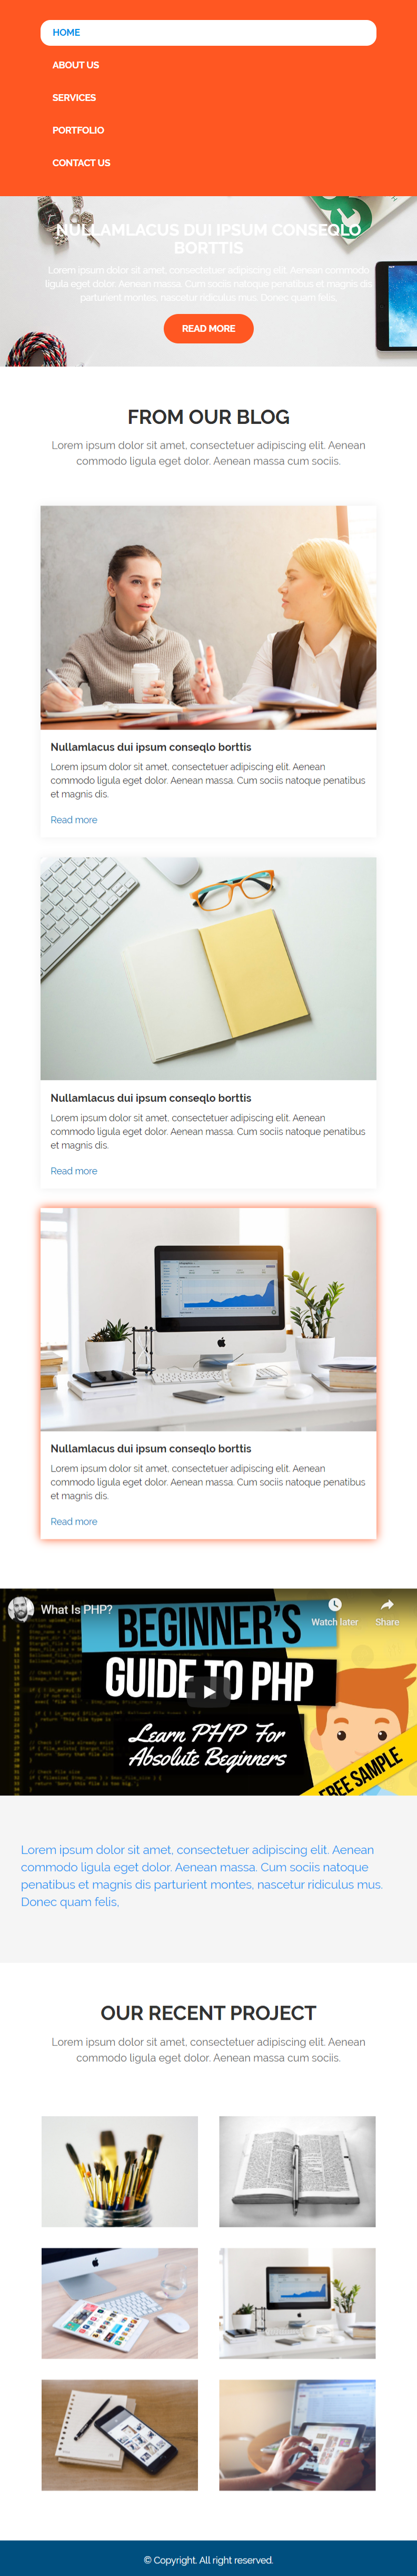 HOME
ABOUT US
SERVICES
PORTFOLIO
CONTACT US
NULLAMLACUS DUI IPSUM CONSEQLO
BORTTIS
Lorem ipsum dolor sit amet, consectetuer adipiscing elit. Aenean commodo
ligula eget dolor. Aenean massa. Cum sociis natoque penatibus et magnis dis
parturient montes, nascetur ridiculus mus. Donec quam felis,
READ MORE
FROM OUR BLOG
Lorem ipsum dolor sit amet, consectetuer adipiscing elit. Aenean
commodo ligula eget dolor. Aenean massa cum sociis.
Nullamlacus dui ipsum conseqlo borttis
Lorem ipsum dolor sit amet, consectetuer adipiscing elit. Aenean
commodo ligula eget dolor. Aenean massa. Cum sociis natoque penatibus
et magnis dis.
Read more
Nullamlacus dui ipsum conseqlo borttis
Lorem ipsum dolor sit amet, consectetuer adipiscing elit. Aenean
commodo ligula eget dolor. Aenean massa. Cum sociis natoque penatibus
et magnis dis.
Read more
Nullamlacus dui ipsum conseqlo borttis
Lorem ipsum dolor sit amet, consectetuer adipiscing elit. Aenean
commodo ligula eget dolor. Aenean massa. Cum sociis natoque penatibus
et magnis dis.
Read more
What Is PHP?
Watch later
Share
BEGINNER'S
GUIDE TO PHP
Learn PHP For
Absolute Beginners
FREE SAMPLE
Lorem ipsum dolor sit amet, consectetuer adipiscing elit. Aenean
commodo ligula eget dolor. Aenean massa. Cum sociis natoque
penatibus et magnis dis parturient montes, nascetur ridiculus mus.
Donec quam felis,
OUR RECENT PROJECT
Lorem ipsum dolor sit amet, consectetuer adipiscing elit. Aenean
commodo ligula eget dolor. Aenean massa cum sociis.
© Copyright. All right reserved.